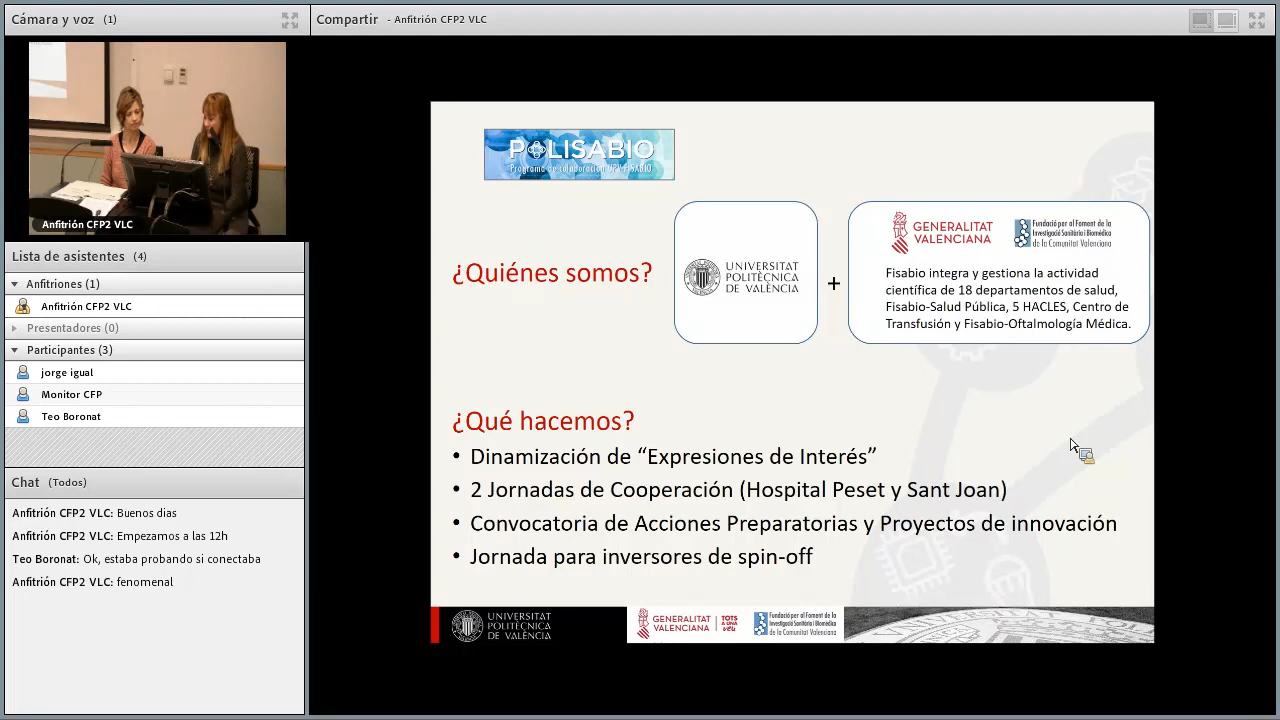 Cámara y voz (1)
Compartir - Anfitrión CFP2 VLC
Anfitrión CFP2 VLC
Lista de asistentes (4)
Anfitriones (1)
Anfitrión CFP2 VLC
Presentadores (0)
Participantes (3)
jorge igual
Monitor CFP
Teo Boronat
Chat (Todos)
Anfitrión CFP2 VLC: Buenos dias
Anfitrión CFP2 VLC: Empezamos a las 12h
Teo Boronat: Ok, estaba probando si conectaba
Anfitrión CFP2 VLC: fenomenal
POLISABIO
Programa de colaboración UPV-FISABIO
¿Quiénes somos?
UNIVERSITAT
POLITÈCNICA
DE VALÈNCIA
+
GENERALITAT
VALENCIANA
Fundació per al Foment de la
Investigació Sanitària i Biomèdica
de la Comunitat Valenciana
Fisabio integra y gestiona la actividad
científica de 18 departamentos de salud,
Fisabio-Salud Pública, 5 HACLES, Centro de
Transfusión y Fisabio-Oftalmología Médica.
¿Qué hacemos?
• Dinamización de “Expresiones de Interés”
• 2 Jornadas de Cooperación (Hospital Peset y Sant Joan)
• Convocatoria de Acciones Preparatorias y Proyectos de innovación
• Jornada para inversores de spin-off
UNIVERSITAT
POLITÈCNICA
DE VALÈNCIA
GENERALITAT
VALENCIANA
TOTS
A UNA
veu
Fundació per al Foment de la
Investigació Sanitària i Biomèdica
de la Comunitat Valenciana